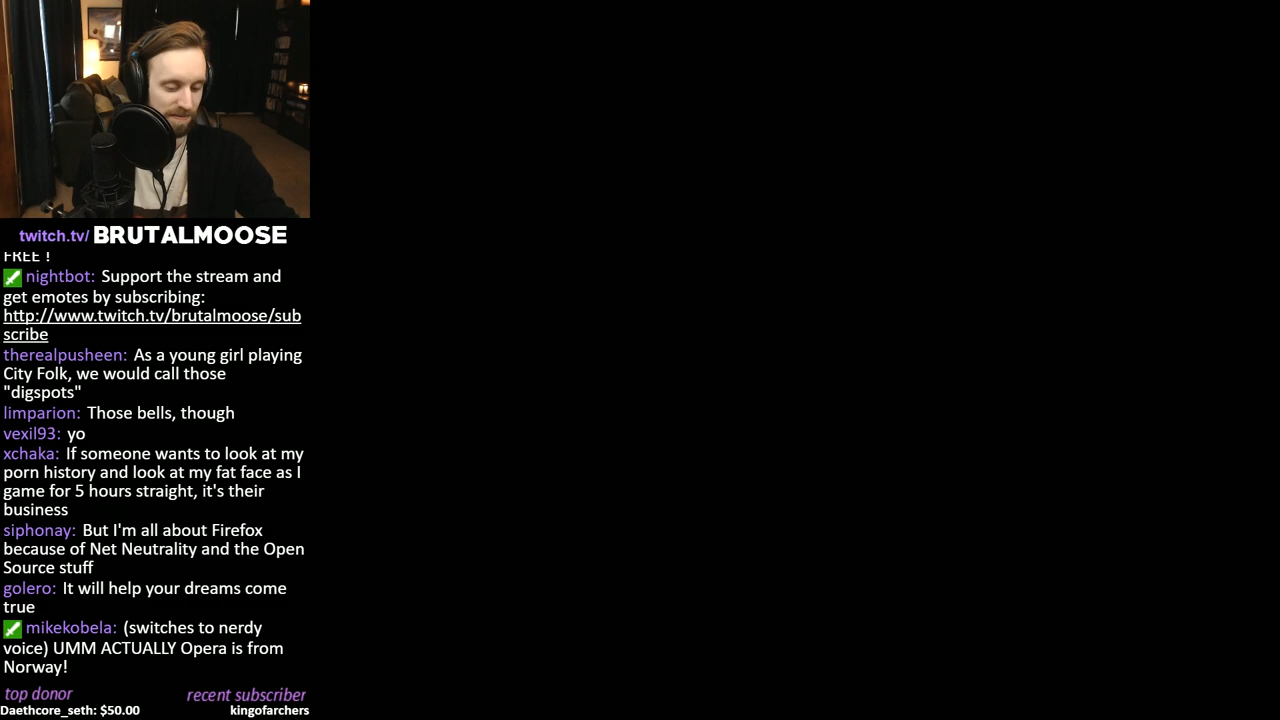 twitch.tv/BRUTALMOOSE
FREE !
nightbot: Support the stream and
get emotes by subscribing:
http://www.twitch.tv/brutalmoose/sub
scribe
therealpusheen: As a young girl playing
City Folk, we would call those
"digspots"
limparion: Those bells, though
vexil93: yo
xchaka: If someone wants to look at my
porn history and look at my fat face as I
game for 5 hours straight, it's their
business
siphonay: But I'm all about Firefox
because of Net Neutrality and the Open
Source stuff
golero: It will help your dreams come
true
mikekobela: (switches to nerdy
voice) UMM ACTUALLY Opera is from
Norway!
top donor recent subscriber
Daethcore_seth: $50.00 kingofarchers